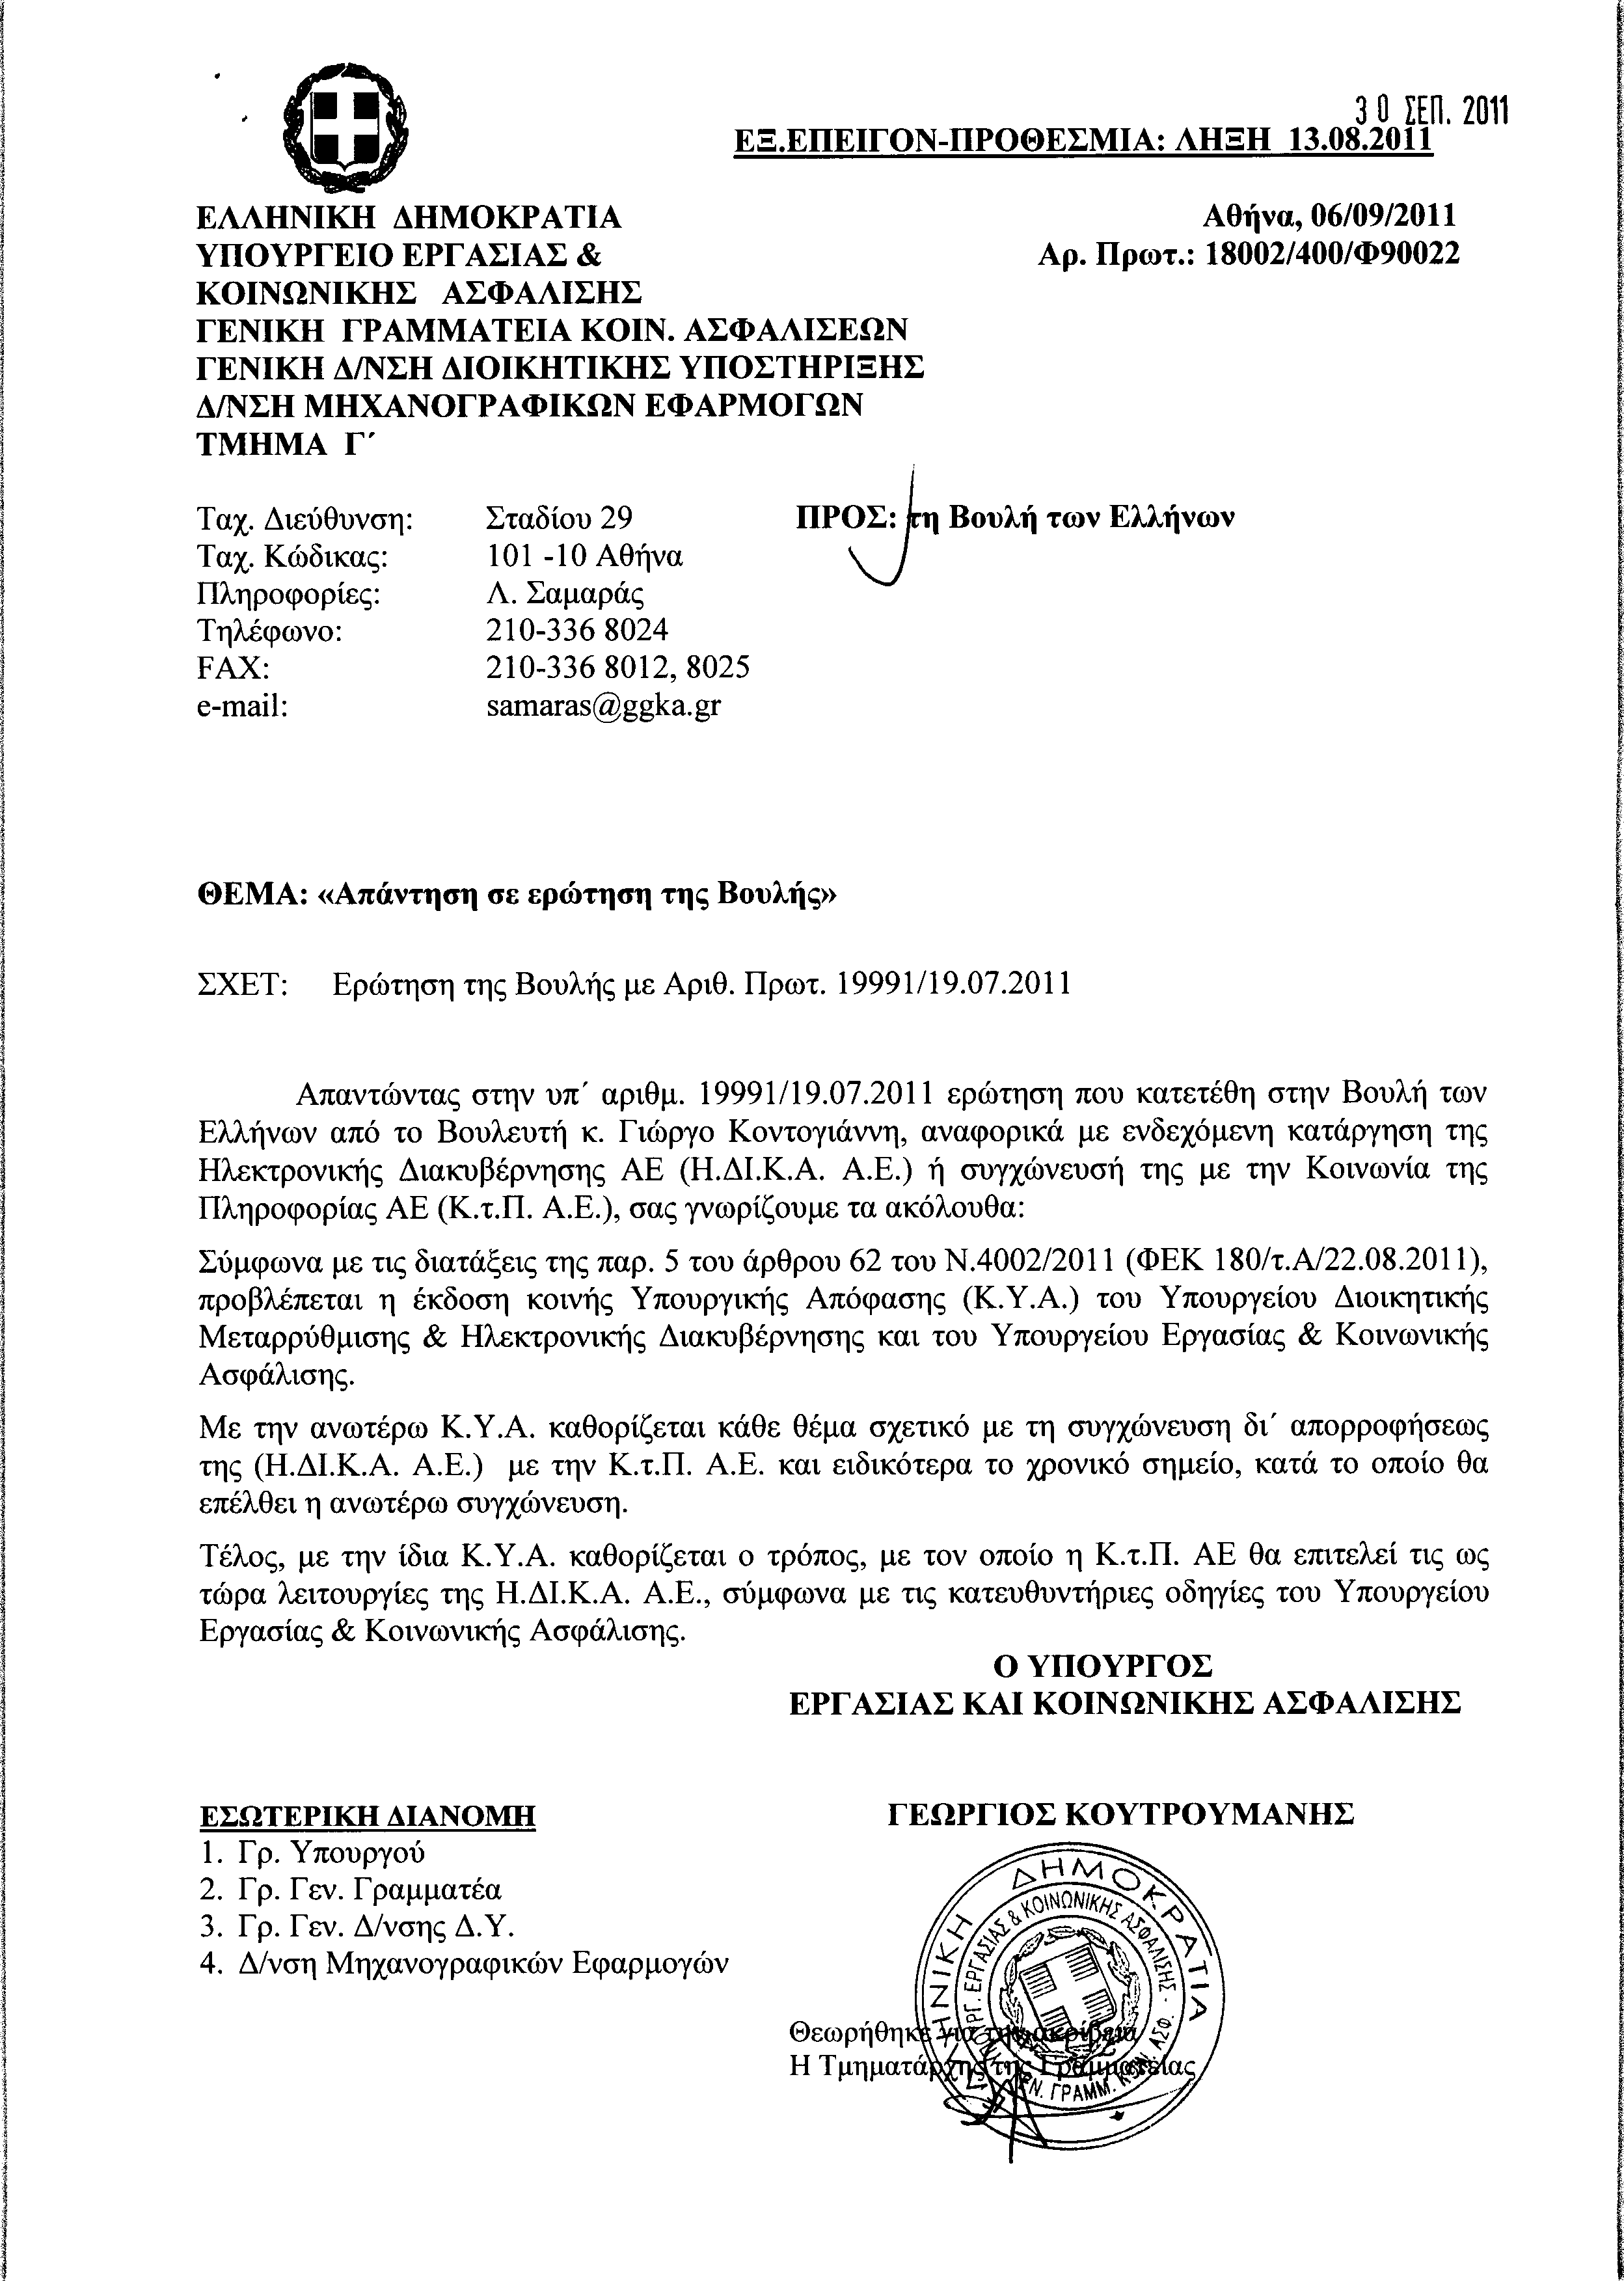 30 ΣΕΠ. 2011
ΕΞ.ΕΠΕΙΓΟΝ-ΠΡΟΘΕΣΜΙΑ: ΛΗΞΗ 13.08.2011
ΕΛΛΗΝΙΚΗ ΔΗΜΟΚΡΑΤΙΑ
ΥΠΟΥΡΓΕΙΟ ΕΡΓΑΣΙΑΣ &
ΚΟΙΝΩΝΙΚΗΣ ΑΣΦΑΛΙΣΗΣ
ΓΕΝΙΚΗ ΓΡΑΜΜΑΤΕΙΑ ΚΟΙΝ. ΑΣΦΑΛΙΣΕΩΝ
ΓΕΝΙΚΗ Δ/ΝΣΗ ΔΙΟΙΚΗΤΙΚΗΣ ΥΠΟΣΤΗΡΙΞΗΣ
Δ/ΝΣΗ ΜΗΧΑΝΟΓΡΑΦΙΚΩΝ ΕΦΑΡΜΟΓΩΝ
ΤΜΗΜΑ Γ΄
Αθήνα, 06/09/2011
Αρ. Πρωτ.: 18002/400/Φ90022
Ταχ. Διεύθυνση: Σταδίου 29
Ταχ. Κώδικας: 101 -10 Αθήνα
Πληροφορίες: Λ. Σαμαράς
Τηλέφωνο: 210-336 8024
FAX: 210-336 8012, 8025
e-mail: samaras@ggka.gr
ΠΡΟΣ: τη Βουλή των Ελλήνων
ΘΕΜΑ: «Απάντηση σε ερώτηση της Βουλής»
ΣΧΕΤ: Ερώτηση της Βουλής με Αριθ. Πρωτ. 19991/19.07.2011
Απαντώντας στην υπ΄ αριθμ. 19991/19.07.2011 ερώτηση που κατετέθη στην Βουλή των
Ελλήνων από το Βουλευτή κ. Γιώργο Κοντογιάννη, αναφορικά με ενδεχόμενη κατάργηση της
Ηλεκτρονικής Διακυβέρνησης ΑΕ (Η.ΔΙ.Κ.Α. Α.Ε.) ή συγχώνευσή της με την Κοινωνία της
Πληροφορίας ΑΕ (Κ.τ.Π. Α.Ε.), σας γνωρίζουμε τα ακόλουθα:
Σύμφωνα με τις διατάξεις της παρ. 5 του άρθρου 62 του Ν.4002/2011 (ΦΕΚ 180/τ.Α/22.08.2011),
προβλέπεται η έκδοση κοινής Υπουργικής Απόφασης (Κ.Υ.Α.) του Υπουργείου Διοικητικής
Μεταρρύθμισης & Ηλεκτρονικής Διακυβέρνησης και του Υπουργείου Εργασίας & Κοινωνικής
Ασφάλισης.
Με την ανωτέρω Κ.Υ.Α. καθορίζεται κάθε θέμα σχετικό με τη συγχώνευση δι΄ απορροφήσεως
της (Η.ΔΙ.Κ.Α. Α.Ε.) με την Κ.τ.Π. Α.Ε. και ειδικότερα το χρονικό σημείο, κατά το οποίο θα
επέλθει η ανωτέρω συγχώνευση.
Τέλος, με την ίδια Κ.Υ.Α. καθορίζεται ο τρόπος, με τον οποίο η Κ.τ.Π. ΑΕ θα επιτελεί τις ως
τώρα λειτουργίες της Η.ΔΙ.Κ.Α. Α.Ε., σύμφωνα με τις κατευθυντήριες οδηγίες του Υπουργείου
Εργασίας & Κοινωνικής Ασφάλισης.
Ο ΥΠΟΥΡΓΟΣ
ΕΡΓΑΣΙΑΣ ΚΑΙ ΚΟΙΝΩΝΙΚΗΣ ΑΣΦΑΛΙΣΗΣ
ΓΕΩΡΓΙΟΣ ΚΟΥΤΡΟΥΜΑΝΗΣ
ΕΣΩΤΕΡΙΚΗ ΔΙΑΝΟΜΗ
1. Γρ. Υπουργού
2. Γρ. Γεν. Γραμματέα
3. Γρ. Γεν. Δ/νσης Δ.Υ.
4. Δ/νση Μηχανογραφικών Εφαρμογών
ΕΛΛΗΝΙΚΗ ΔΗΜΟΚΡΑΤΙΑ
ΕΡΓΑΣΙΑΣ & ΚΟΙΝΩΝΙΚΗΣ ΑΣΦΑΛΙΣΗΣ -
ΓΡΑΜΜ. ΚΟΙΝ. ΑΣΦ.
Θεωρήθηκε για την ακρίβεια
Η Τμηματάρχης της Γραμματείας